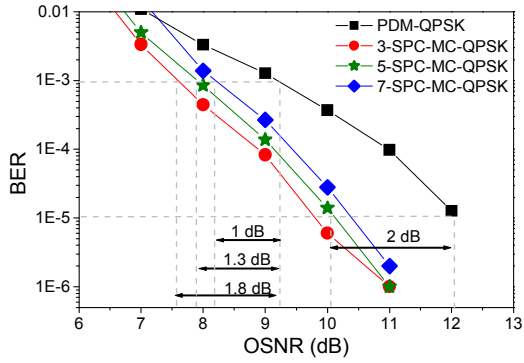 0.01
1E-3
1E-4
1E-5
1E-6
BER
PDM-QPSK
3-SPC-MC-QPSK
5-SPC-MC-QPSK
7-SPC-MC-QPSK
1 dB
2 dB
1.3 dB
1.8 dB
6 7 8 9 10 11 12 13
OSNR (dB)